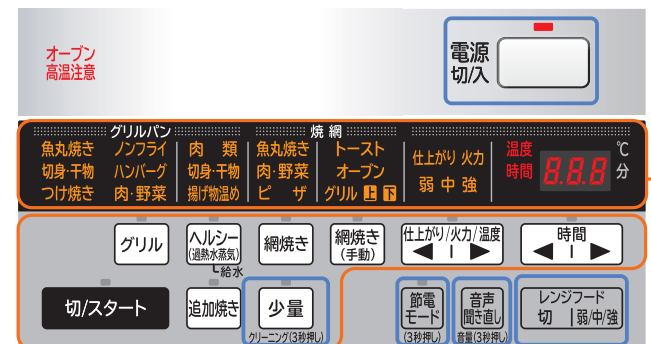 オーブン
高温注意
電源
切/入
グリルパン
焼 網
魚丸焼き ノンフライ 肉 類 魚丸焼き トースト
切身・干物 ハンバーグ 切身・干物 肉・野菜 オーブン
つけ焼き 肉・野菜 揚げ物温め ピ ザ グリル 上 下
仕上がり 火力
弱 中 強
温度
時間
8.8.8
℃
分
グリル
ヘルシー
(過熱水蒸気)
給水
網焼き
網焼き
(手動)
仕上がり/火力/温度
◀ I ▶
時間
◀ I ▶
切/スタート
追加焼き
少量
クリーニング(3秒押し)
節電
モード
(3秒押し)
音声
聞き直し
音量(3秒押し)
レンジフード
切 |弱/中/強